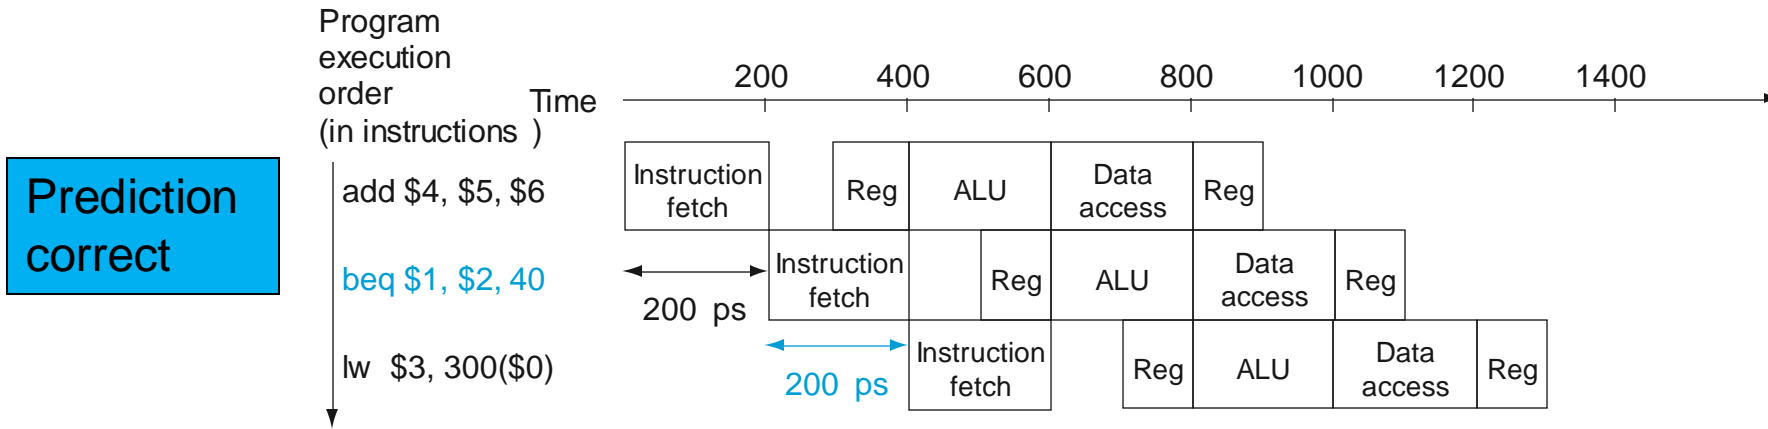 Program
execution
order
(in instructions )
Time
200 400 600 800 1000 1200 1400
Prediction
correct
add $4, $5, $6
Instruction
fetch
Reg
ALU
Data
access
Reg
beq $1, $2, 40
200 ps
Instruction
fetch
Reg
ALU
Data
access
Reg
lw $3, 300($0)
200 ps
Instruction
fetch
Reg
ALU
Data
access
Reg